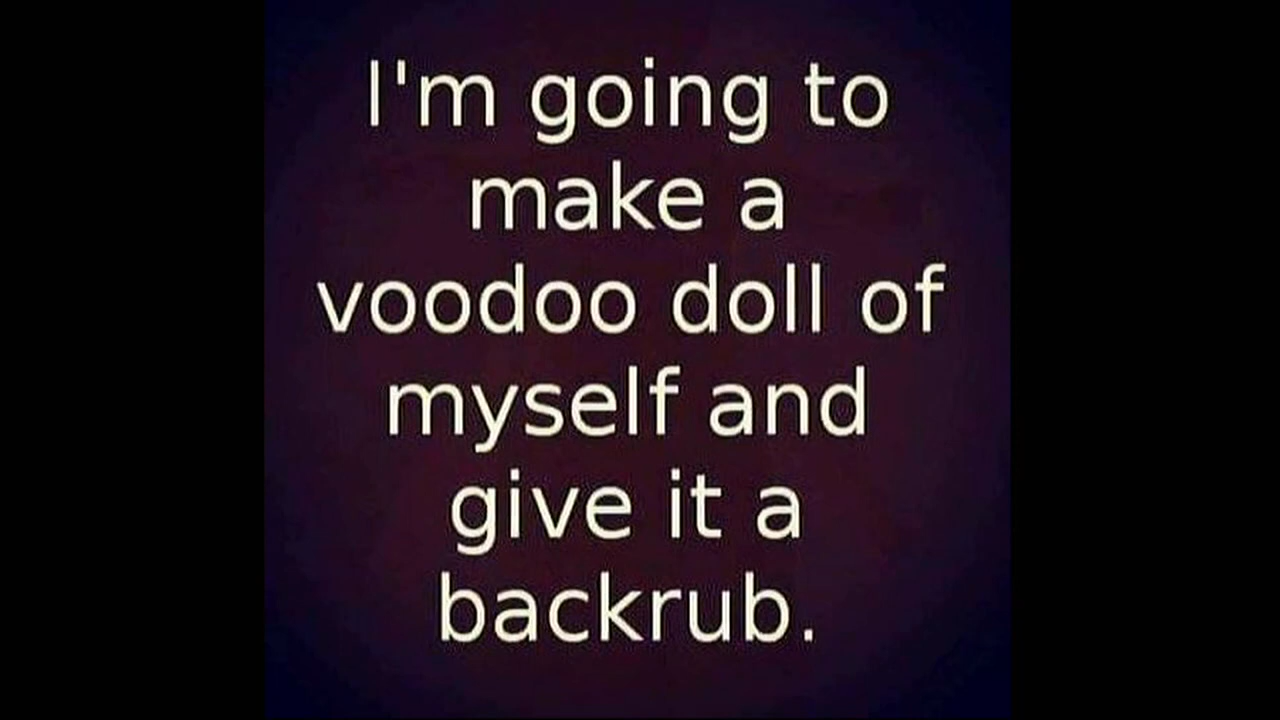 I'm going to
make a
voodoo doll of
myself and
give it a
backrub.